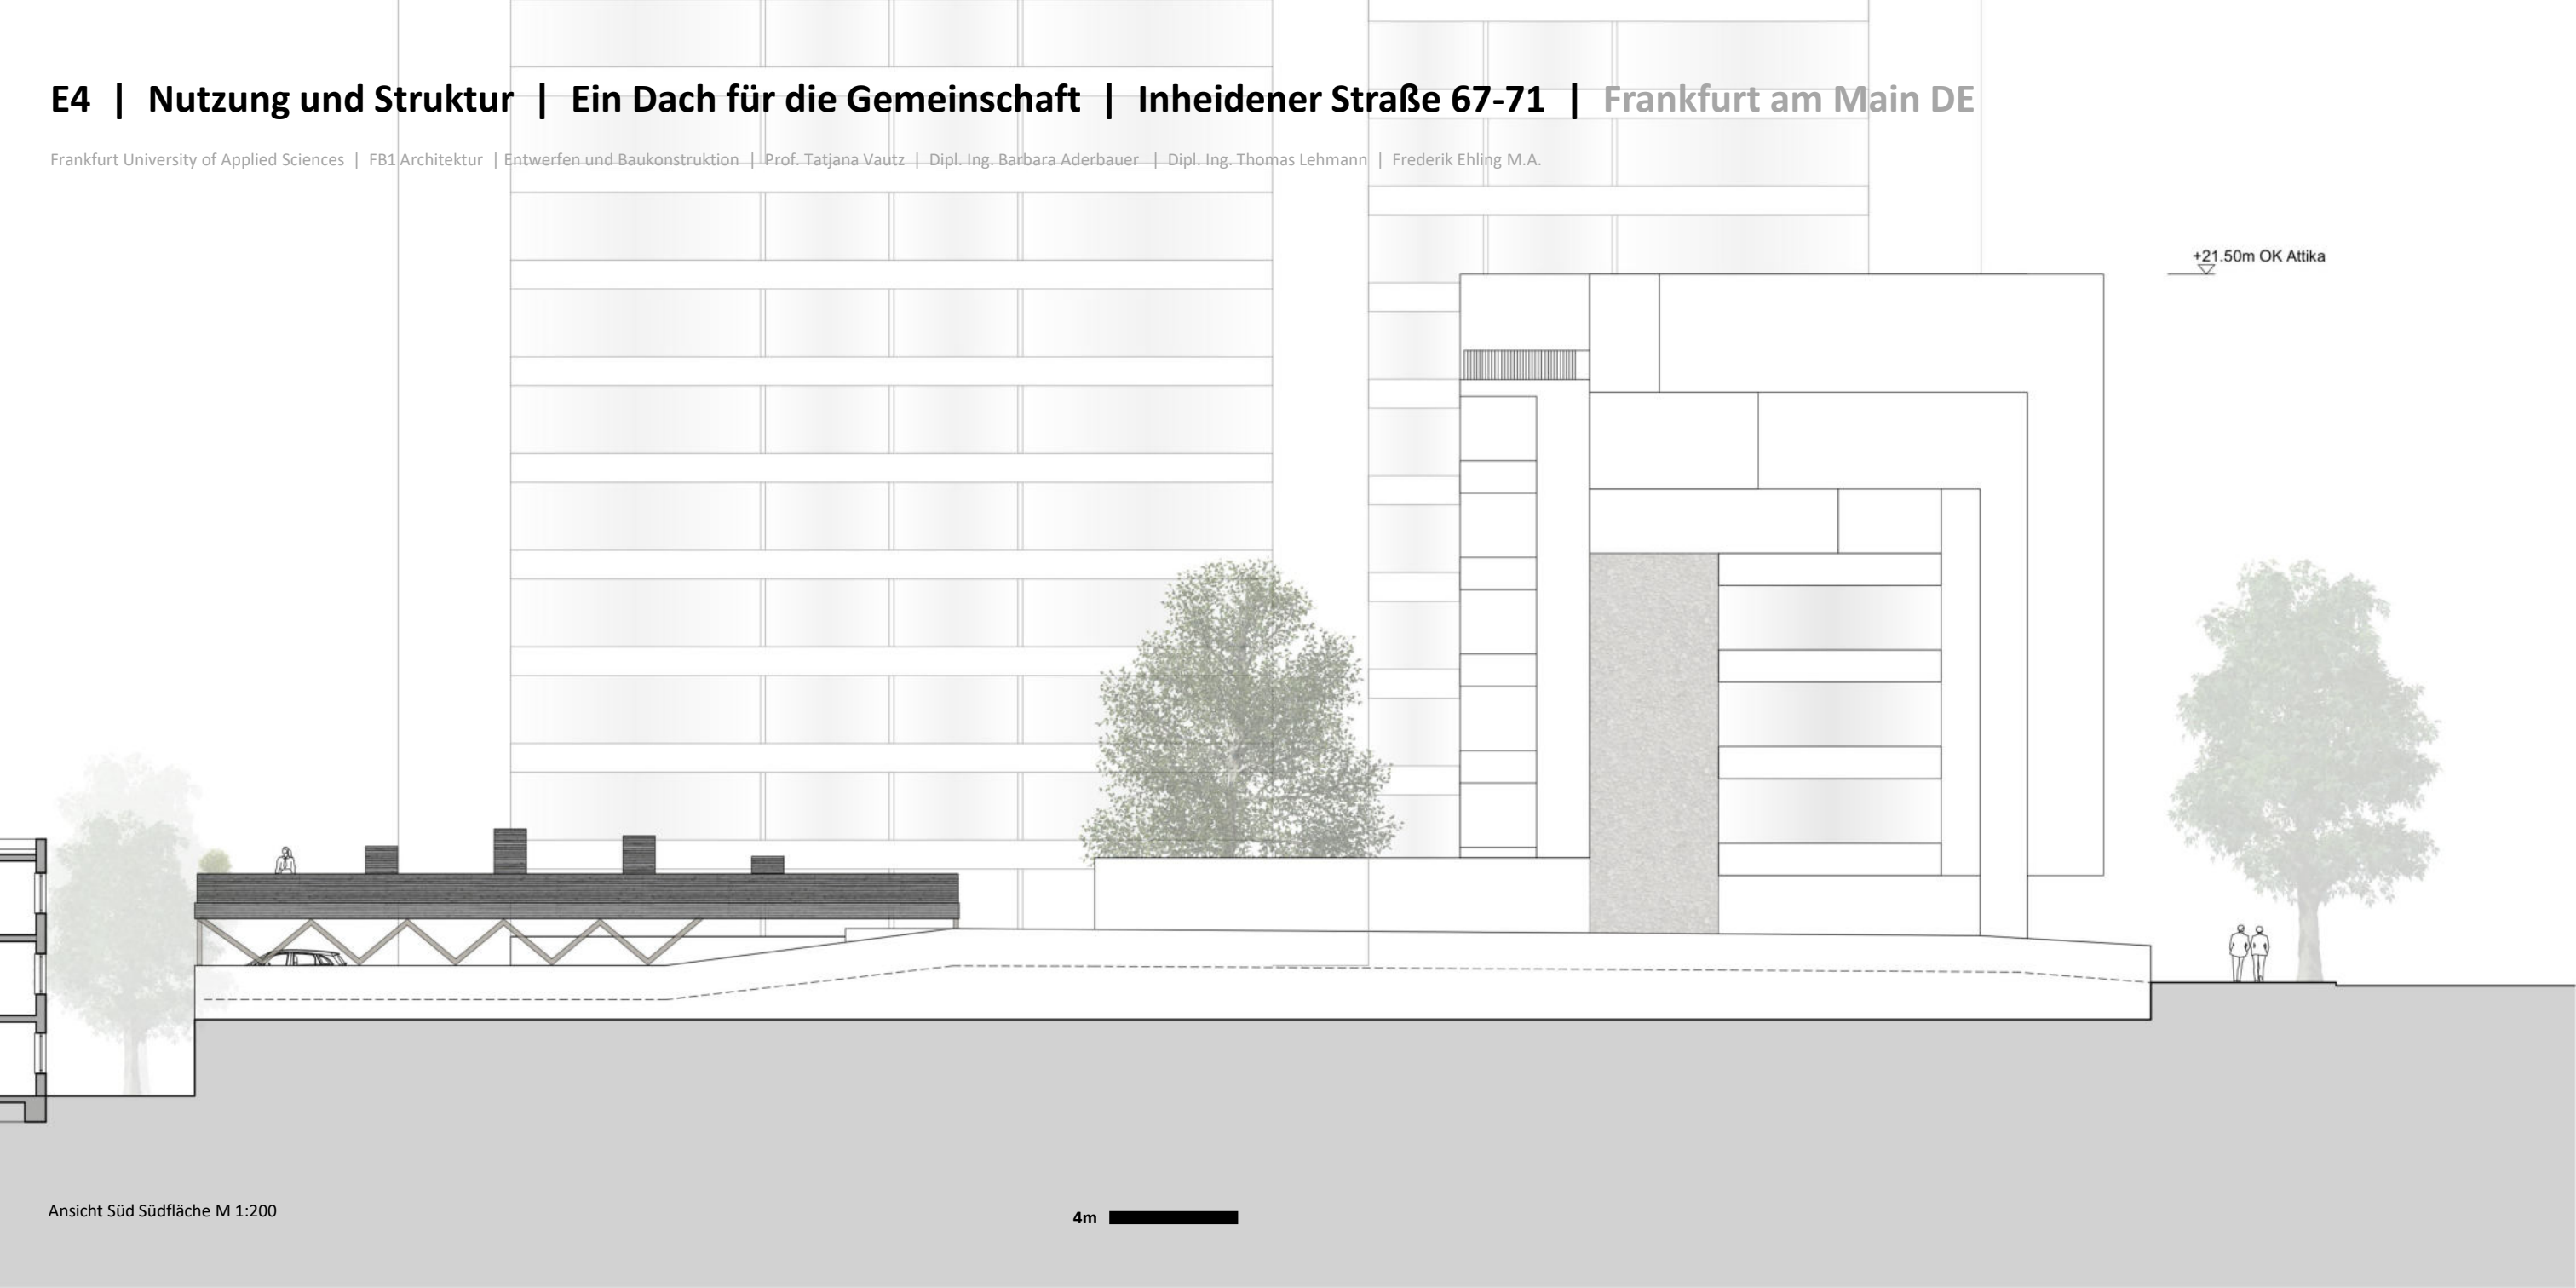 E4 | Nutzung und Struktur | Ein Dach für die Gemeinschaft | Inheidener Straße 67-71 | Frankfurt am Main DE
Frankfurt University of Applied Sciences | FB1 Architektur | Entwerfen und Baukonstruktion | Prof. Tatjana Vautz | Dipl. Ing. Barbara Aderbauer | Dipl. Ing. Thomas Lehmann | Frederik Ehling M.A.
+21.50m OK Attika
Ansicht Süd Südfläche M 1:200
4m